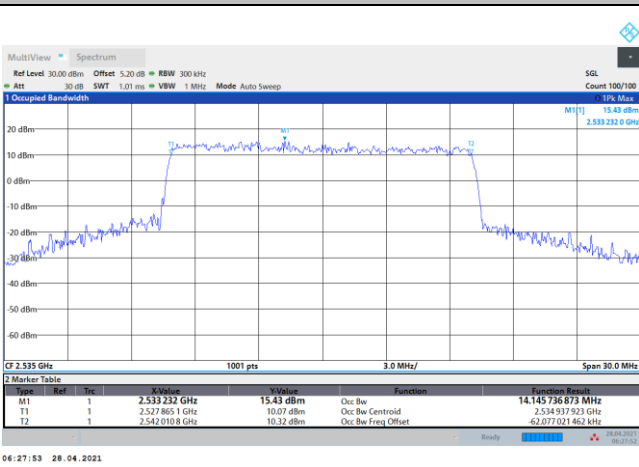 MultiView Spectrum
Ref Level 30.00 dBm Offset 5.20 dB RBW 300 kHz SGL
Att 30 dB SWT 1.01 ms VBW 1 MHz Mode Auto Sweep Count 100/100
1 Occupied Bandwidth 1Pk Max
M1[1] 15.43 dBm
2.533 232 0 GHz
20 dBm
M1
T1
T2
10 dBm
0 dBm
-10 dBm
-20 dBm
-30 dBm
-40 dBm
-50 dBm
-60 dBm
CF 2.535 GHz 1001 pts 3.0 MHz/ Span 30.0 MHz
2 Marker Table
Type Ref Trc X-Value Y-Value Function Function Result
M1 1 2.533 232 GHz 15.43 dBm Occ Bw 14.145 736 873 MHz
T1 1 2.527 865 1 GHz 10.07 dBm Occ Bw Centroid 2.534 937 923 GHz
T2 1 2.542 010 8 GHz 10.32 dBm Occ Bw Freq Offset -62.077 021 462 kHz
Ready 28.04.2021
06:27:52
06:27:53 28.04.2021